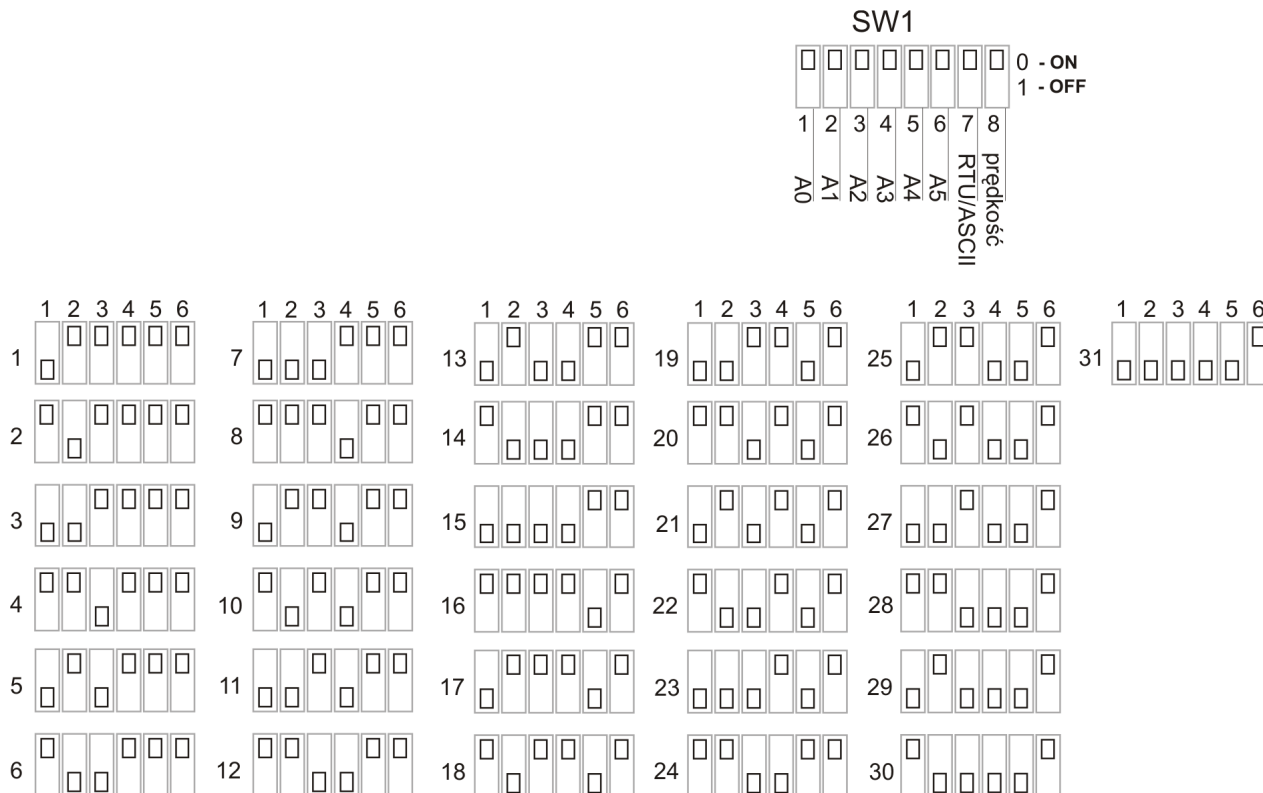 SW1
0 - ON
1 - OFF
1 2 3 4 5 6 7 8
A0 A1 A2 A3 A4 A5 RTU/ASCII prędkość
1 2 3 4 5 6 1 2 3 4 5 6 1 2 3 4 5 6 1 2 3 4 5 6 1 2 3 4 5 6 1 2 3 4 5 6
1 7 13 19 25 31
2 8 14 20 26
3 9 15 21 27
4 10 16 22 28
5 11 17 23 29
6 12 18 24 30